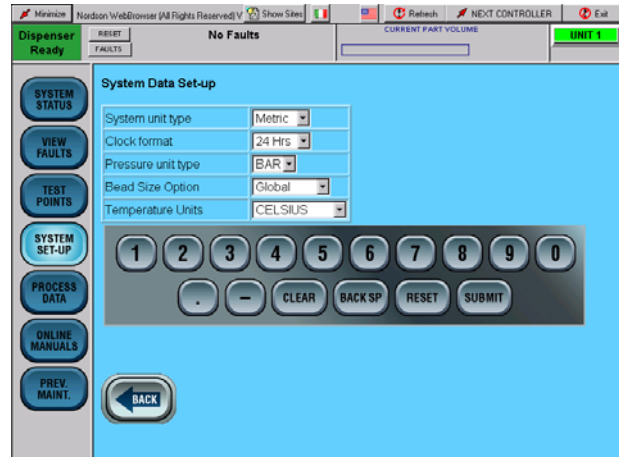 Minimize Nordson WebBrowser (All Rights Reserved) V Show Sites Refresh NEXT CONTROLLER Exit
Dispenser Ready
RESET FAULTS
No Faults
CURRENT PART VOLUME
UNIT 1
System Data Set-up
SYSTEM STATUS
System unit type Metric
Clock format 24 Hrs
VIEW FAULTS
Pressure unit type BAR
Bead Size Option Global
TEST POINTS
Temperature Units CELSIUS
SYSTEM SET-UP
1 2 3 4 5 6 7 8 9 0
. – CLEAR BACK SP RESET SUBMIT
PROCESS DATA
ONLINE MANUALS
PREV. MAINT.
BACK